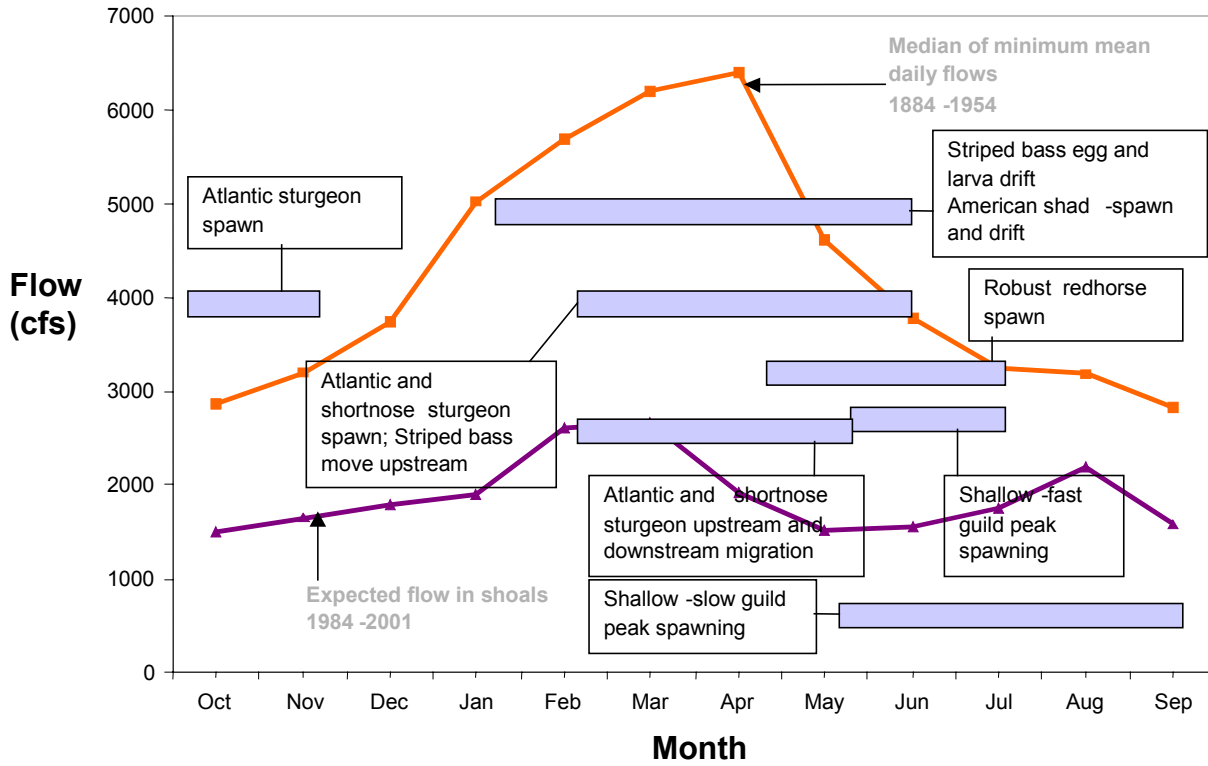 7000
6000
5000
4000
3000
2000
1000
0
Flow
(cfs)
Median of minimum mean
daily flows
1884 -1954
Striped bass egg and
larva drift
American shad -spawn
and drift
Atlantic sturgeon
spawn
Robust redhorse
spawn
Atlantic and
shortnose sturgeon
spawn; Striped bass
move upstream
Atlantic and shortnose
sturgeon upstream and
downstream migration
Shallow -fast
guild peak
spawning
Expected flow in shoals
1984 -2001
Shallow -slow guild
peak spawning
Oct Nov Dec Jan Feb Mar Apr May Jun Jul Aug Sep
Month